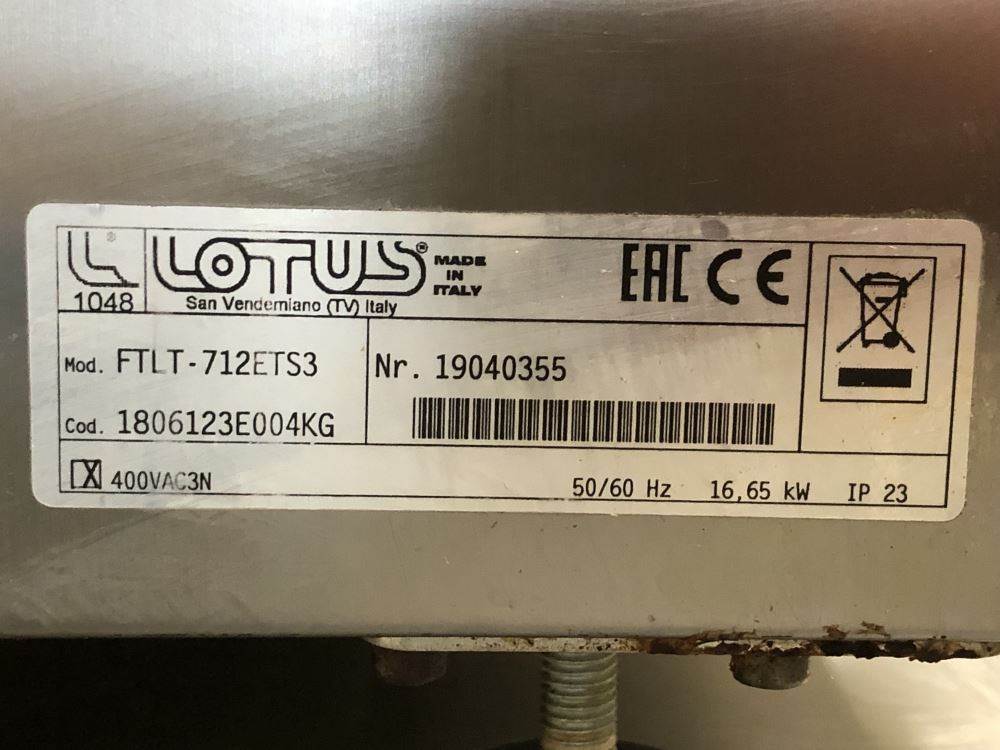 1048
LOTUS®
MADE
IN
ITALY
San Vendemiano (TV) Italy
EAC CE
Mod. FTLT-712ETS3
Nr. 19040355
Cod. 1806123E004KG
X 400VAC3N 50/60 Hz 16,65 kW IP 23